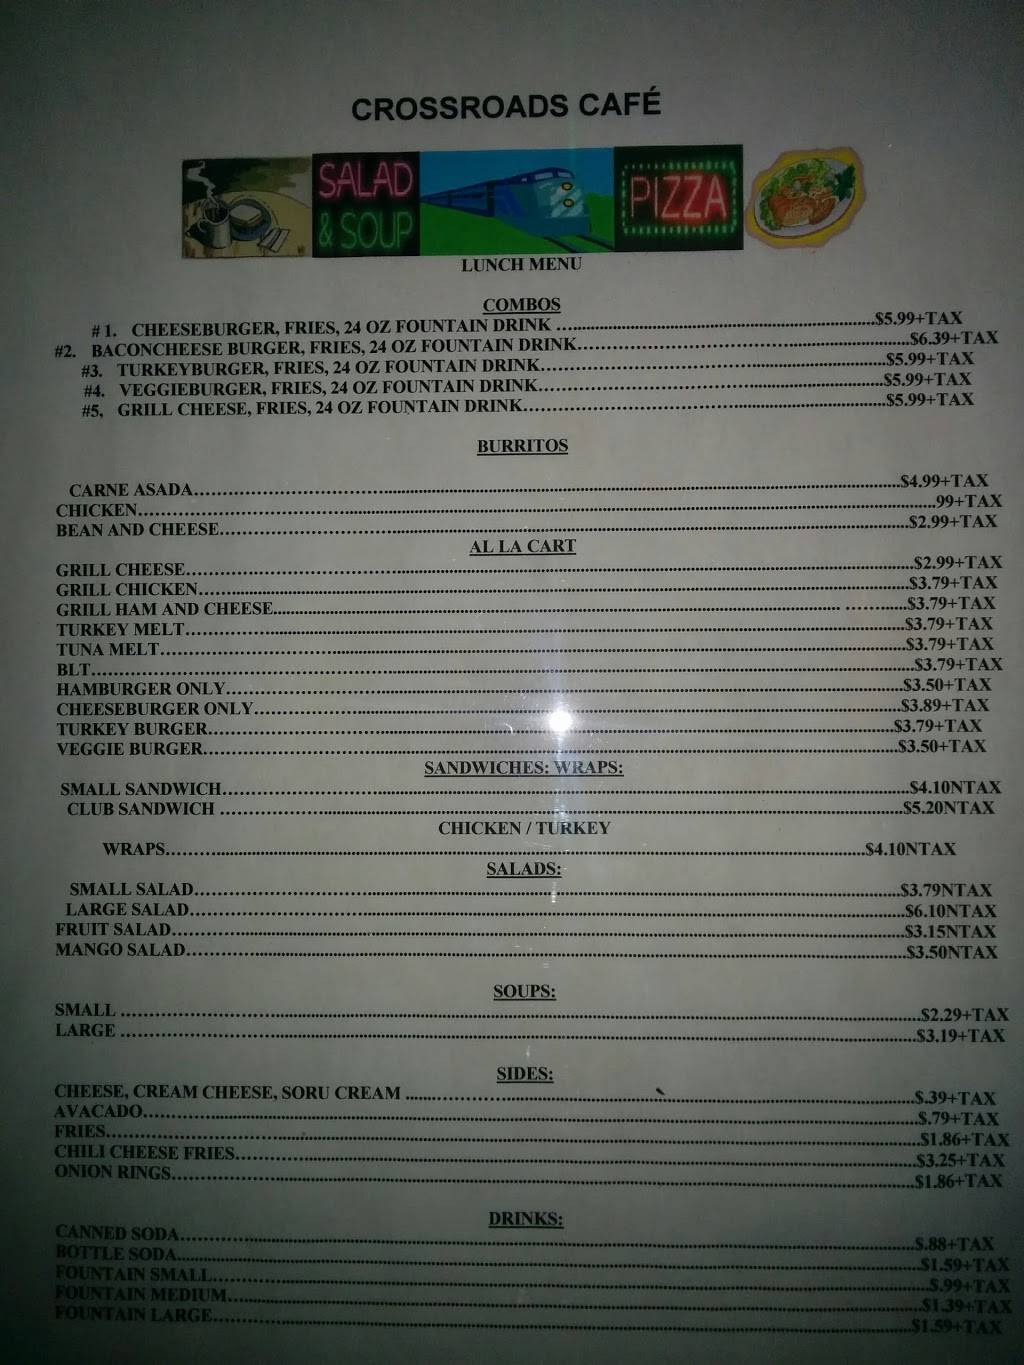 CROSSROADS CAFÉ
SALAD & SOUP
PIZZA
LUNCH MENU
COMBOS
# 1. CHEESEBURGER, FRIES, 24 OZ FOUNTAIN DRINK ...............$5.99+TAX
#2. BACONCHEESE BURGER, FRIES, 24 OZ FOUNTAIN DRINK...............$6.39+TAX
#3. TURKEYBURGER, FRIES, 24 OZ FOUNTAIN DRINK...............$5.99+TAX
#4. VEGGIEBURGER, FRIES, 24 OZ FOUNTAIN DRINK...............$5.99+TAX
#5, GRILL CHEESE, FRIES, 24 OZ FOUNTAIN DRINK...............$5.99+TAX
BURRITOS
CARNE ASADA...............$4.99+TAX
CHICKEN...............99+TAX
BEAN AND CHEESE...............$2.99+TAX
AL LA CART
GRILL CHEESE...............$2.99+TAX
GRILL CHICKEN...............$3.79+TAX
GRILL HAM AND CHEESE...............$3.79+TAX
TURKEY MELT...............$3.79+TAX
TUNA MELT...............$3.79+TAX
BLT...............$3.79+TAX
HAMBURGER ONLY...............$3.50+TAX
CHEESEBURGER ONLY...............$3.89+TAX
TURKEY BURGER...............$3.79+TAX
VEGGIE BURGER...............$3.50+TAX
SANDWICHES: WRAPS:
SMALL SANDWICH...............$4.10NTAX
CLUB SANDWICH ...............$5.20NTAX
CHICKEN / TURKEY
WRAPS...............$4.10NTAX
SALADS:
SMALL SALAD...............$3.79NTAX
LARGE SALAD...............$6.10NTAX
FRUIT SALAD...............$3.15NTAX
MANGO SALAD...............$3.50NTAX
SOUPS:
SMALL ...............$2.29+TAX
LARGE ...............$3.19+TAX
SIDES:
CHEESE, CREAM CHEESE, SORU CREAM ...............$.39+TAX
AVACADO...............$.79+TAX
FRIES...............$1.86+TAX
CHILI CHEESE FRIES...............$3.25+TAX
ONION RINGS...............$1.86+TAX
DRINKS:
CANNED SODA...............$.88+TAX
BOTTLE SODA...............$1.59+TAX
FOUNTAIN SMALL...............$.99+TAX
FOUNTAIN MEDIUM...............$1.39+TAX
FOUNTAIN LARGE...............$1.59+TAX